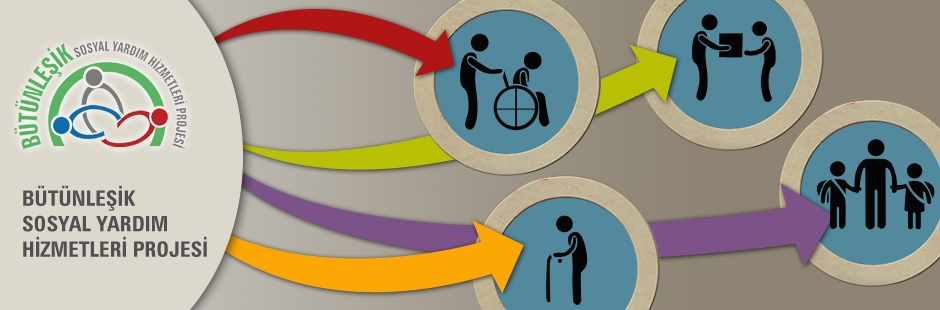 BÜTÜNLEŞİK
SOSYAL YARDIM HİZMETLERİ PROJESİ
BÜTÜNLEŞİK
SOSYAL YARDIM
HİZMETLERİ PROJESİ